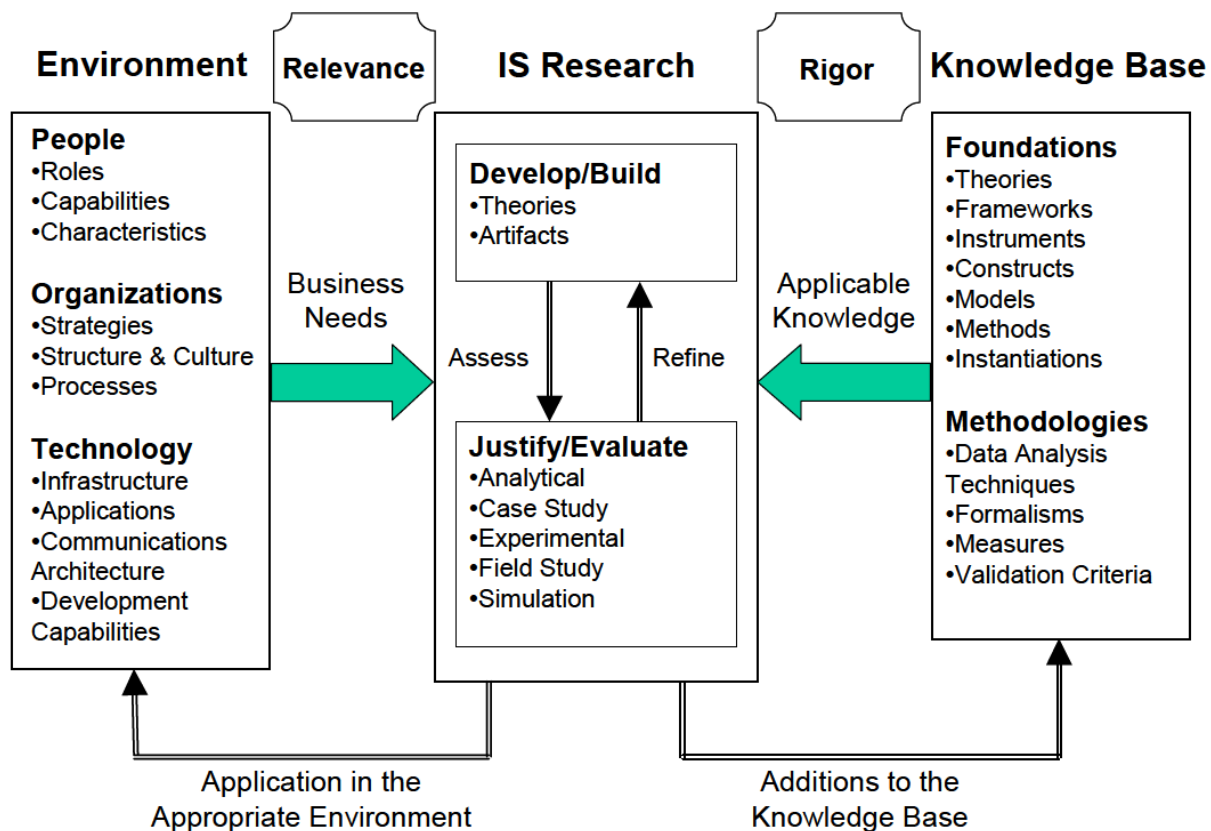 Environment
Relevance
IS Research
Rigor
Knowledge Base
People
•Roles
•Capabilities
•Characteristics
Organizations
•Strategies
•Structure & Culture
•Processes
Technology
•Infrastructure
•Applications
•Communications
Architecture
•Development
Capabilities
Business
Needs
Develop/Build
•Theories
•Artifacts
Assess
Refine
Justify/Evaluate
•Analytical
•Case Study
•Experimental
•Field Study
•Simulation
Applicable
Knowledge
Foundations
•Theories
•Frameworks
•Instruments
•Constructs
•Models
•Methods
•Instantiations
Methodologies
•Data Analysis
Techniques
•Formalisms
•Measures
•Validation Criteria
Application in the
Appropriate Environment
Additions to the
Knowledge Base